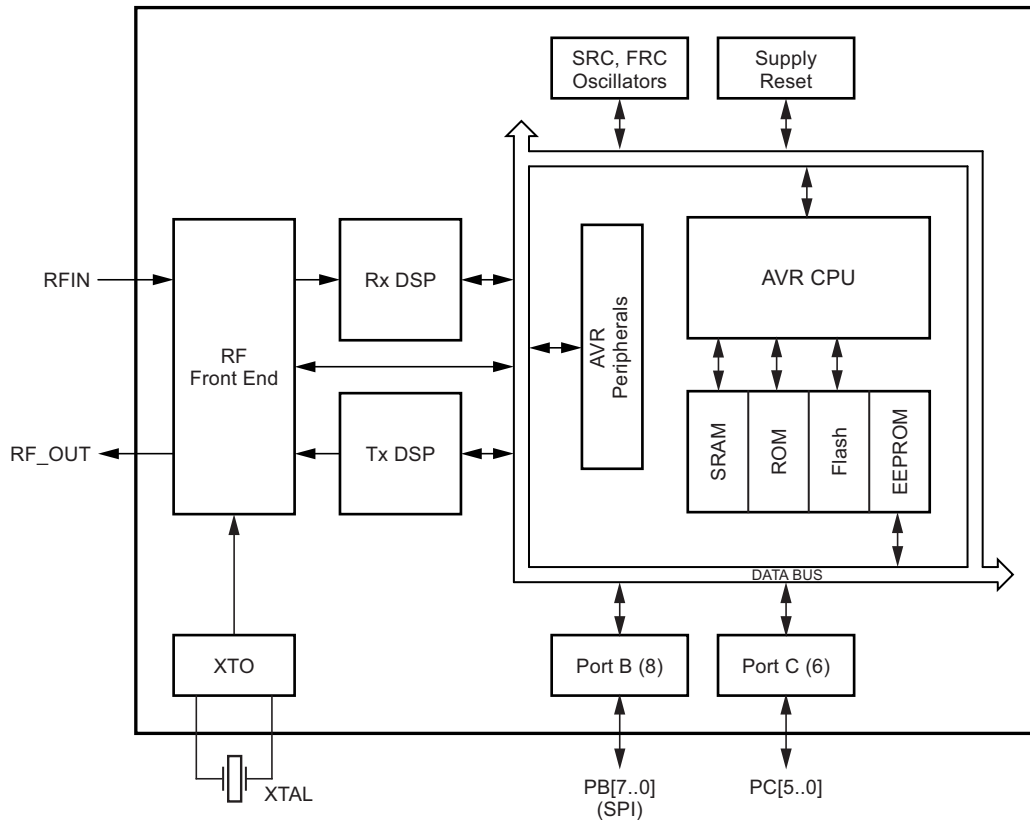 SRC, FRC
Oscillators
Supply
Reset
RFIN
RF
Front End
Rx DSP
AVR
Peripherals
AVR CPU
RF_OUT
Tx DSP
SRAM
ROM
Flash
EEPROM
DATA BUS
XTO
Port B (8)
Port C (6)
XTAL
PB[7..0]
(SPI)
PC[5..0]